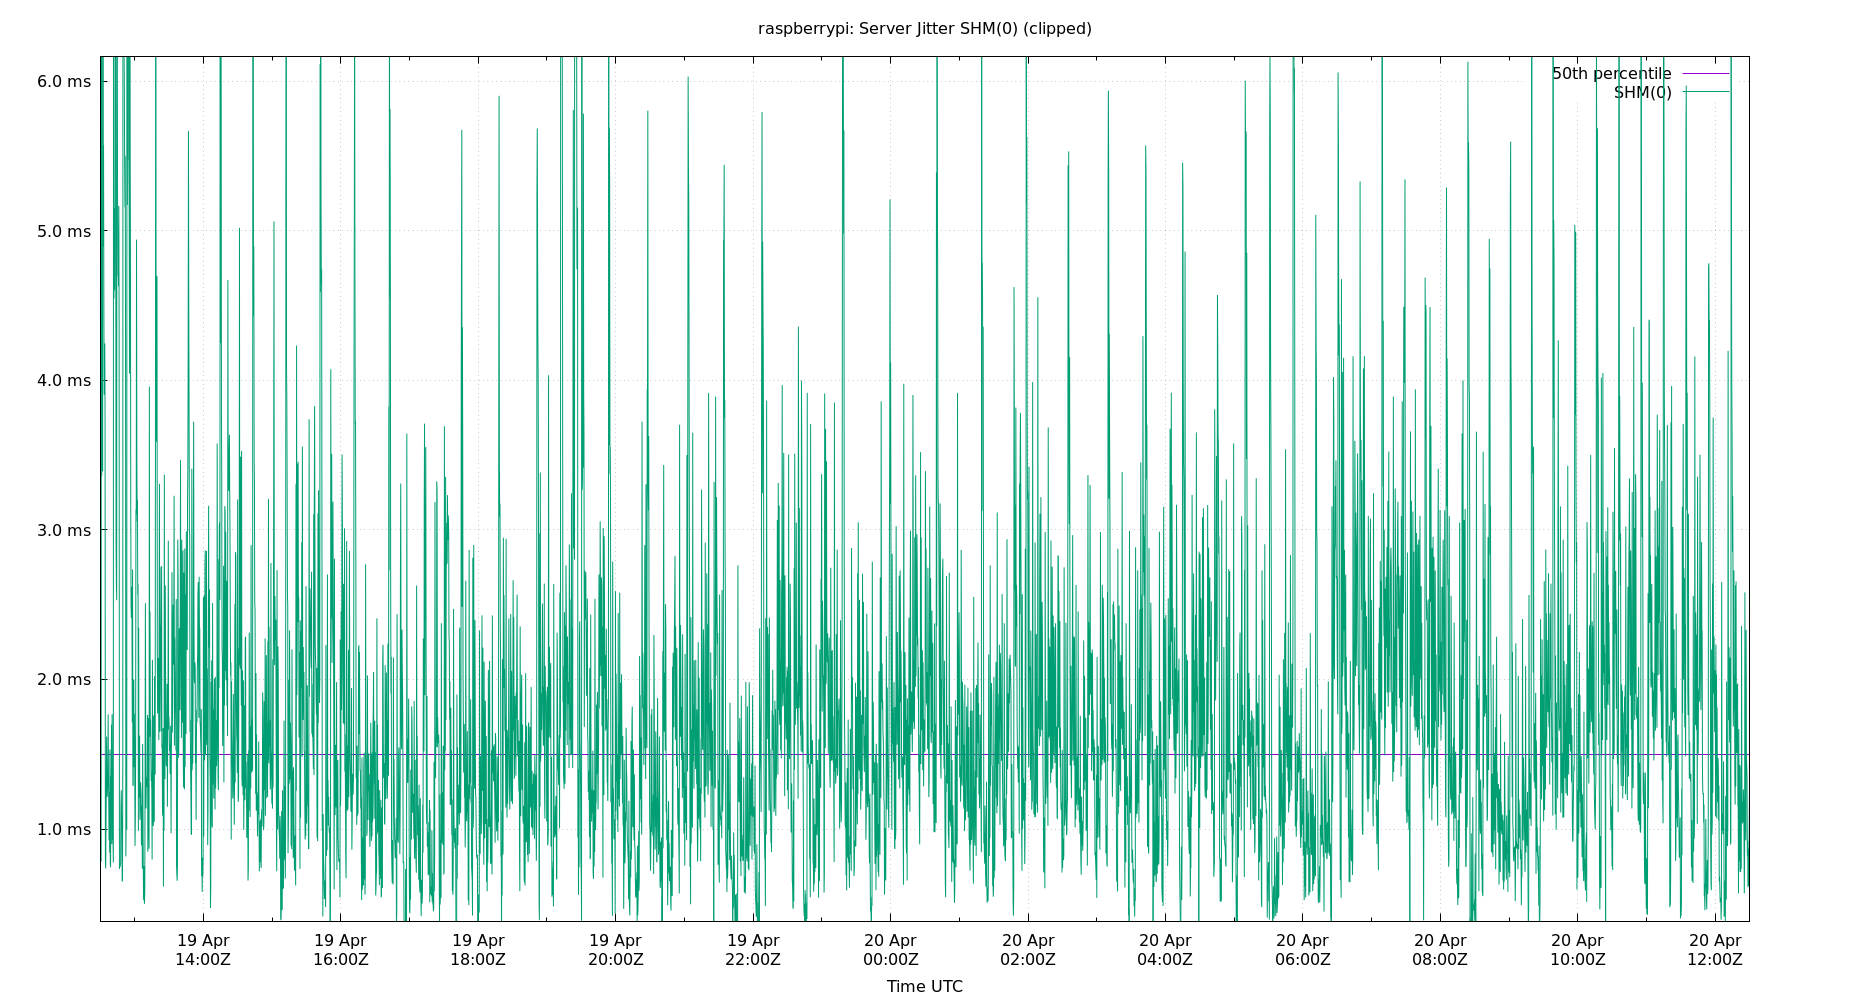 raspberrypi: Server Jitter SHM(0) (clipped)
50th percentile
SHM(0)
6.0 ms
5.0 ms
4.0 ms
3.0 ms
2.0 ms
1.0 ms
19 Apr 19 Apr 19 Apr 19 Apr 19 Apr 20 Apr 20 Apr 20 Apr 20 Apr 20 Apr 20 Apr 20 Apr
14:00Z 16:00Z 18:00Z 20:00Z 22:00Z 00:00Z 02:00Z 04:00Z 06:00Z 08:00Z 10:00Z 12:00Z
Time UTC